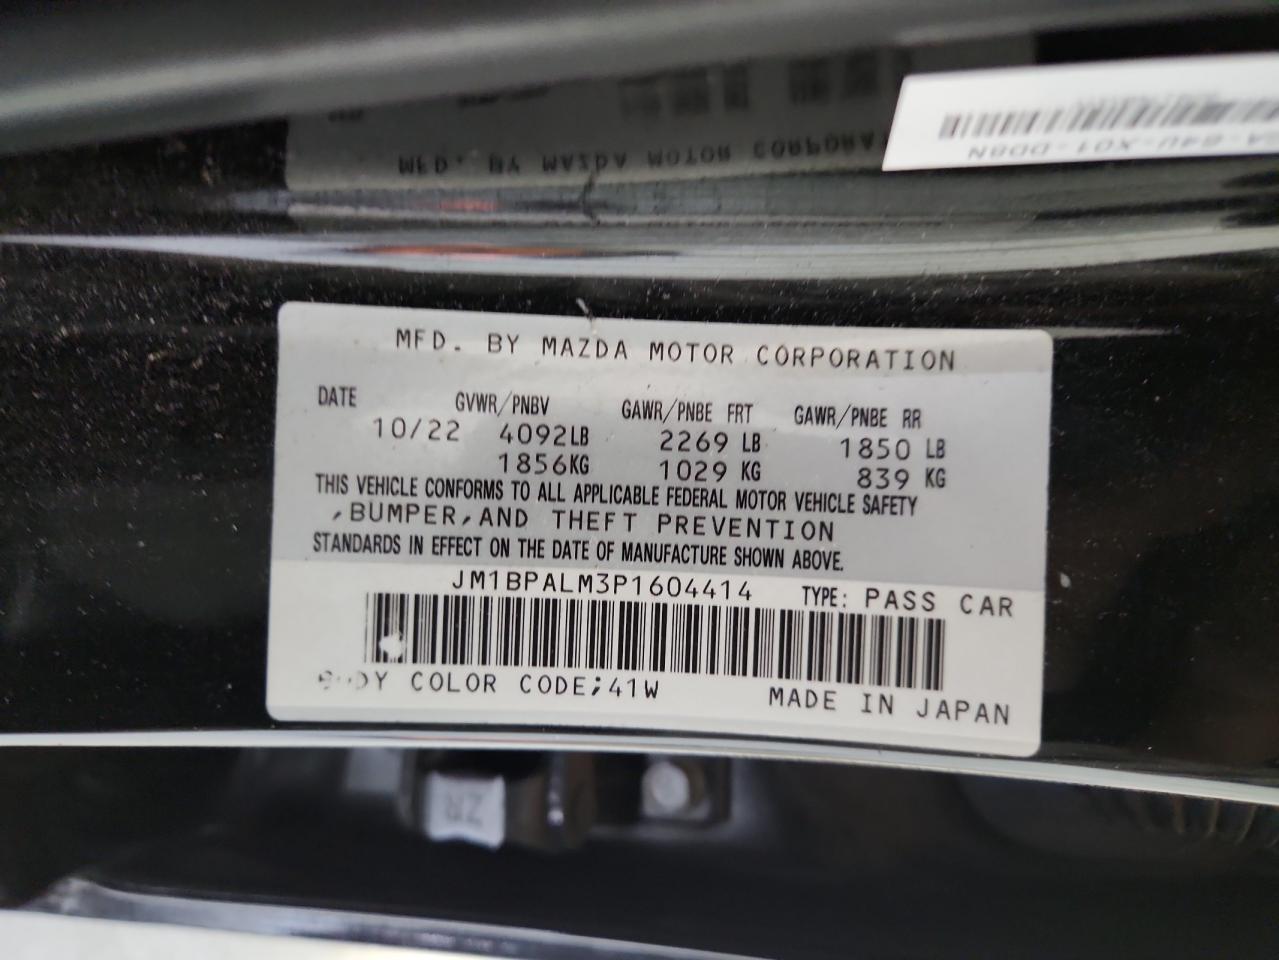 MFD. BY MAZDA MOTOR CORPORATION
DATE GVWR/PNBV GAWR/PNBE FRT GAWR/PNBE RR
10/22 4092LB 2269 LB 1850 LB
1856KG 1029 KG 839 KG
THIS VEHICLE CONFORMS TO ALL APPLICABLE FEDERAL MOTOR VEHICLE SAFETY
,BUMPER,AND THEFT PREVENTION
STANDARDS IN EFFECT ON THE DATE OF MANUFACTURE SHOWN ABOVE.
JM1BPALM3P1604414 TYPE: PASS CAR
BODY COLOR CODE;41W MADE IN JAPAN